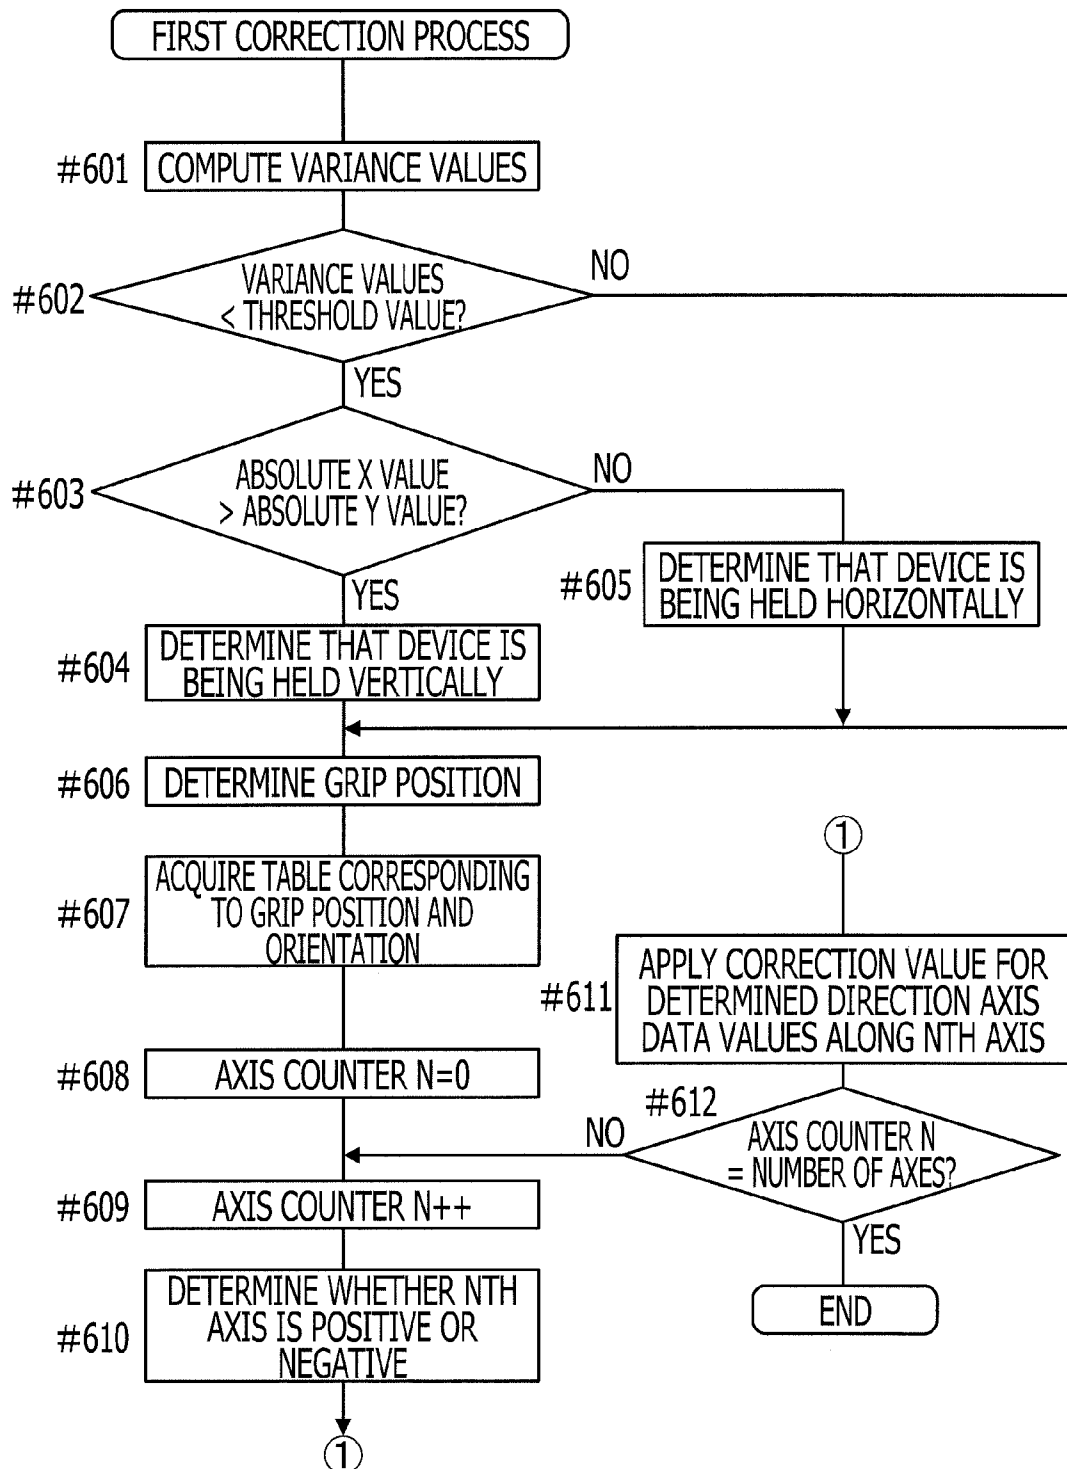 FIRST CORRECTION PROCESS
#601
COMPUTE VARIANCE VALUES
#602
VARIANCE VALUES
< THRESHOLD VALUE?
NO
YES
#603
ABSOLUTE X VALUE
> ABSOLUTE Y VALUE?
NO
YES
#605
DETERMINE THAT DEVICE IS
BEING HELD HORIZONTALLY
#604
DETERMINE THAT DEVICE IS
BEING HELD VERTICALLY
#606
DETERMINE GRIP POSITION
#607
ACQUIRE TABLE CORRESPONDING
TO GRIP POSITION AND
ORIENTATION
#608
AXIS COUNTER N=0
#609
AXIS COUNTER N++
#610
DETERMINE WHETHER NTH
AXIS IS POSITIVE OR
NEGATIVE
①
①
#611
APPLY CORRECTION VALUE FOR
DETERMINED DIRECTION AXIS
DATA VALUES ALONG NTH AXIS
#612
AXIS COUNTER N
= NUMBER OF AXES?
NO
YES
END